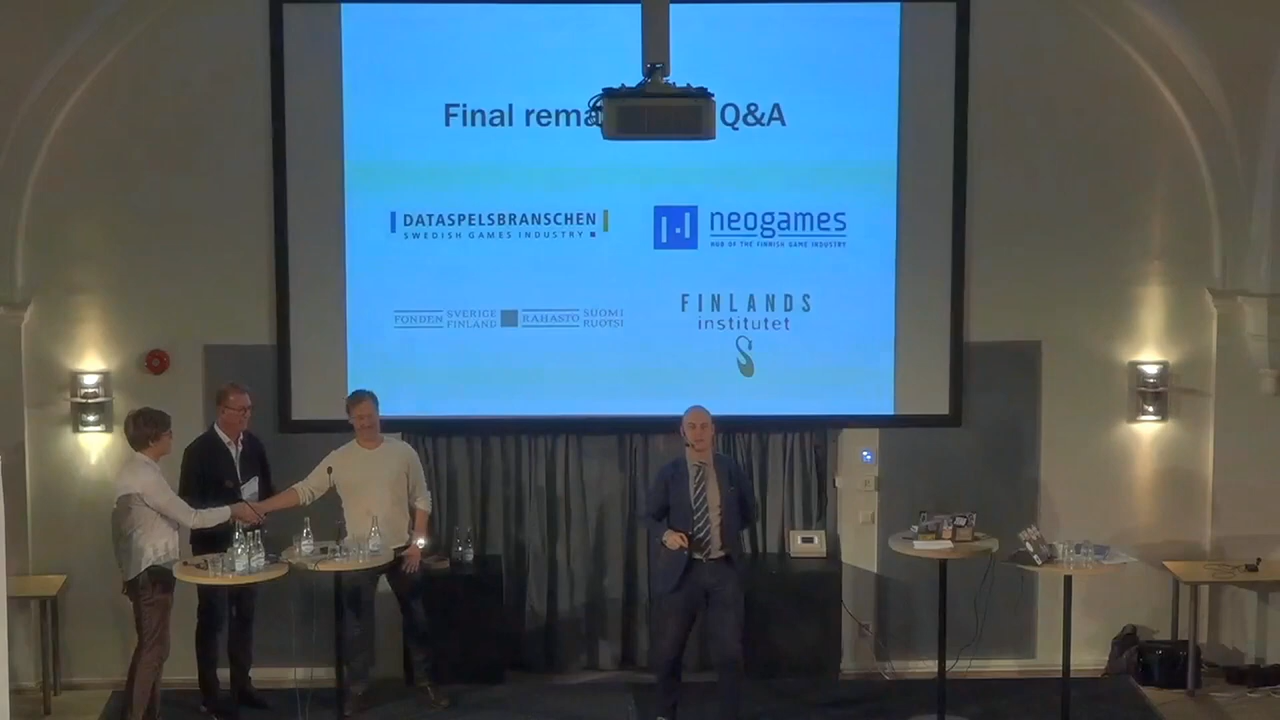 Final rema Q&A
DATASPELSBRANSCHEN
SWEDISH GAMES INDUSTRY
neogames
HUB OF THE FINNISH GAME INDUSTRY
FONDEN SVERIGE FINLAND RAHASTO SUOMI RUOTSI
FINLANDS
institutet